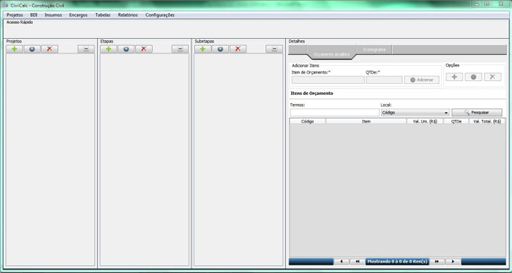 CivilCalc - Construção Civil
Projetos BDI Insumos Encargos Tabelas Relatórios Configurações
Acesso Rápido
Projetos Etapas Subetapas Detalhes
Orçamento Analítico Cronograma
Adicionar Itens Opções
Item de Orçamento:* QTDe:*
Adicionar
Itens de Orçamento
Termos: Local:
Código Pesquisar
Código Item Val. Un. (R$) QTDe Val. Total. (R$)
Mostrando 0 à 0 de 0 iten(s)